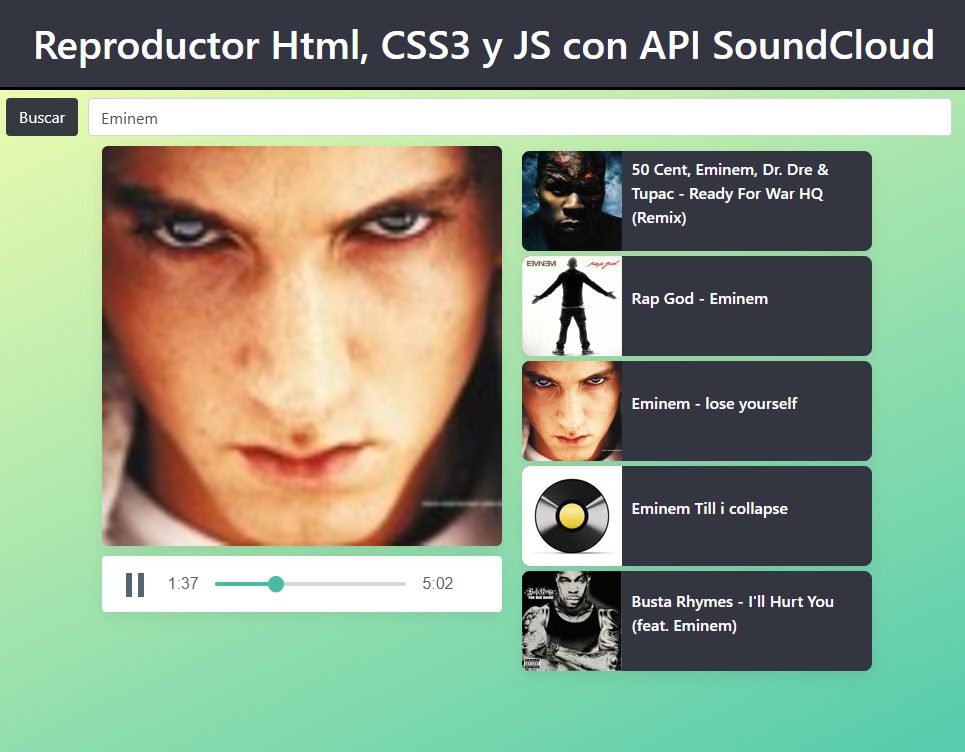 Reproductor Html, CSS3 y JS con API SoundCloud
Buscar
Eminem
1:37
5:02
50 Cent, Eminem, Dr. Dre &
Tupac - Ready For War HQ
(Remix)
EMINEM
rap god
Rap God - Eminem
Eminem - lose yourself
Eminem Till i collapse
Busta Rhymes - I'll Hurt You
(feat. Eminem)